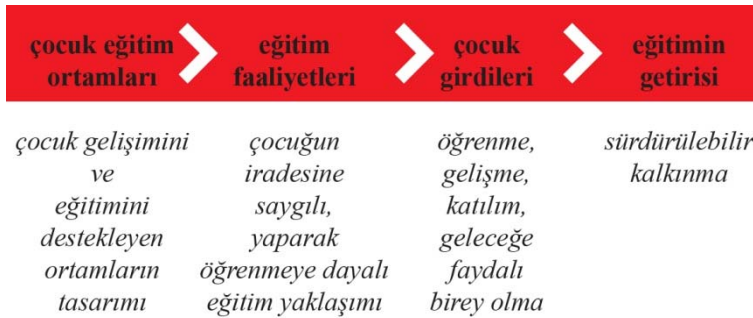 çocuk eğitim
ortamları
eğitim
faaliyetleri
çocuk
girdileri
eğitimin
getirisi
çocuk gelişimini
ve
eğitimini
destekleyen
ortamların
tasarımı
çocuğun
iradesine
saygılı,
yaparak
öğrenmeye dayalı
eğitim yaklaşımı
öğrenme,
gelişme,
katılım,
geleceğe
faydalı
birey olma
sürdürülebilir
kalkınma